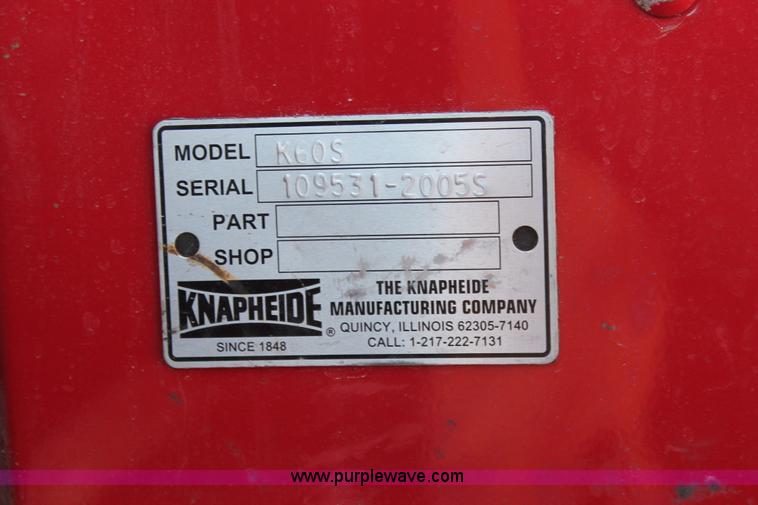 MODEL K60S
SERIAL 109531-2005S
PART
SHOP
KNAPHEIDE ®
SINCE 1848
THE KNAPHEIDE
MANUFACTURING COMPANY
QUINCY, ILLINOIS 62305-7140
CALL: 1-217-222-7131
www.purplewave.com